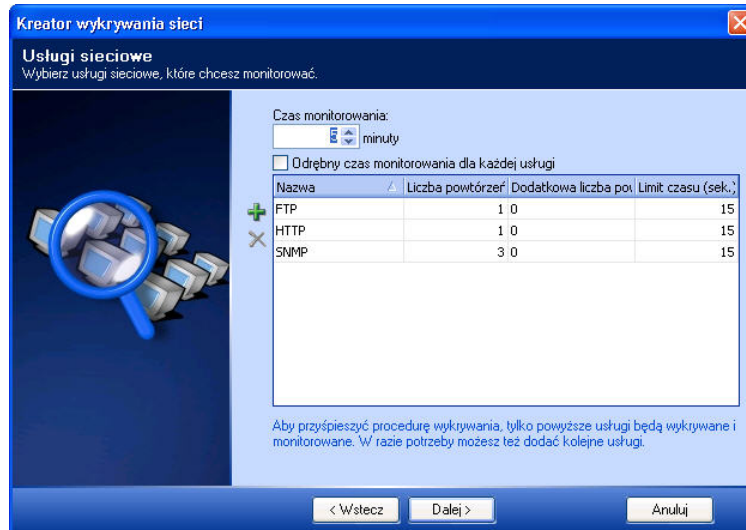 Kreator wykrywania sieci
Usługi sieciowe
Wybierz usługi sieciowe, które chcesz monitorować.
Czas monitorowania:
5 minuty
Odrębny czas monitorowania dla każdej usługi
Nazwa Liczba powtórzeń Dodatkowa liczba pow Limit czasu (sek.)
FTP 1 0 15
HTTP 1 0 15
SNMP 3 0 15
Aby przyśpieszyć procedurę wykrywania, tylko powyższe usługi będą wykrywane i
monitorowane. W razie potrzeby możesz też dodać kolejne usługi.
< Wstecz Dalej > Anuluj